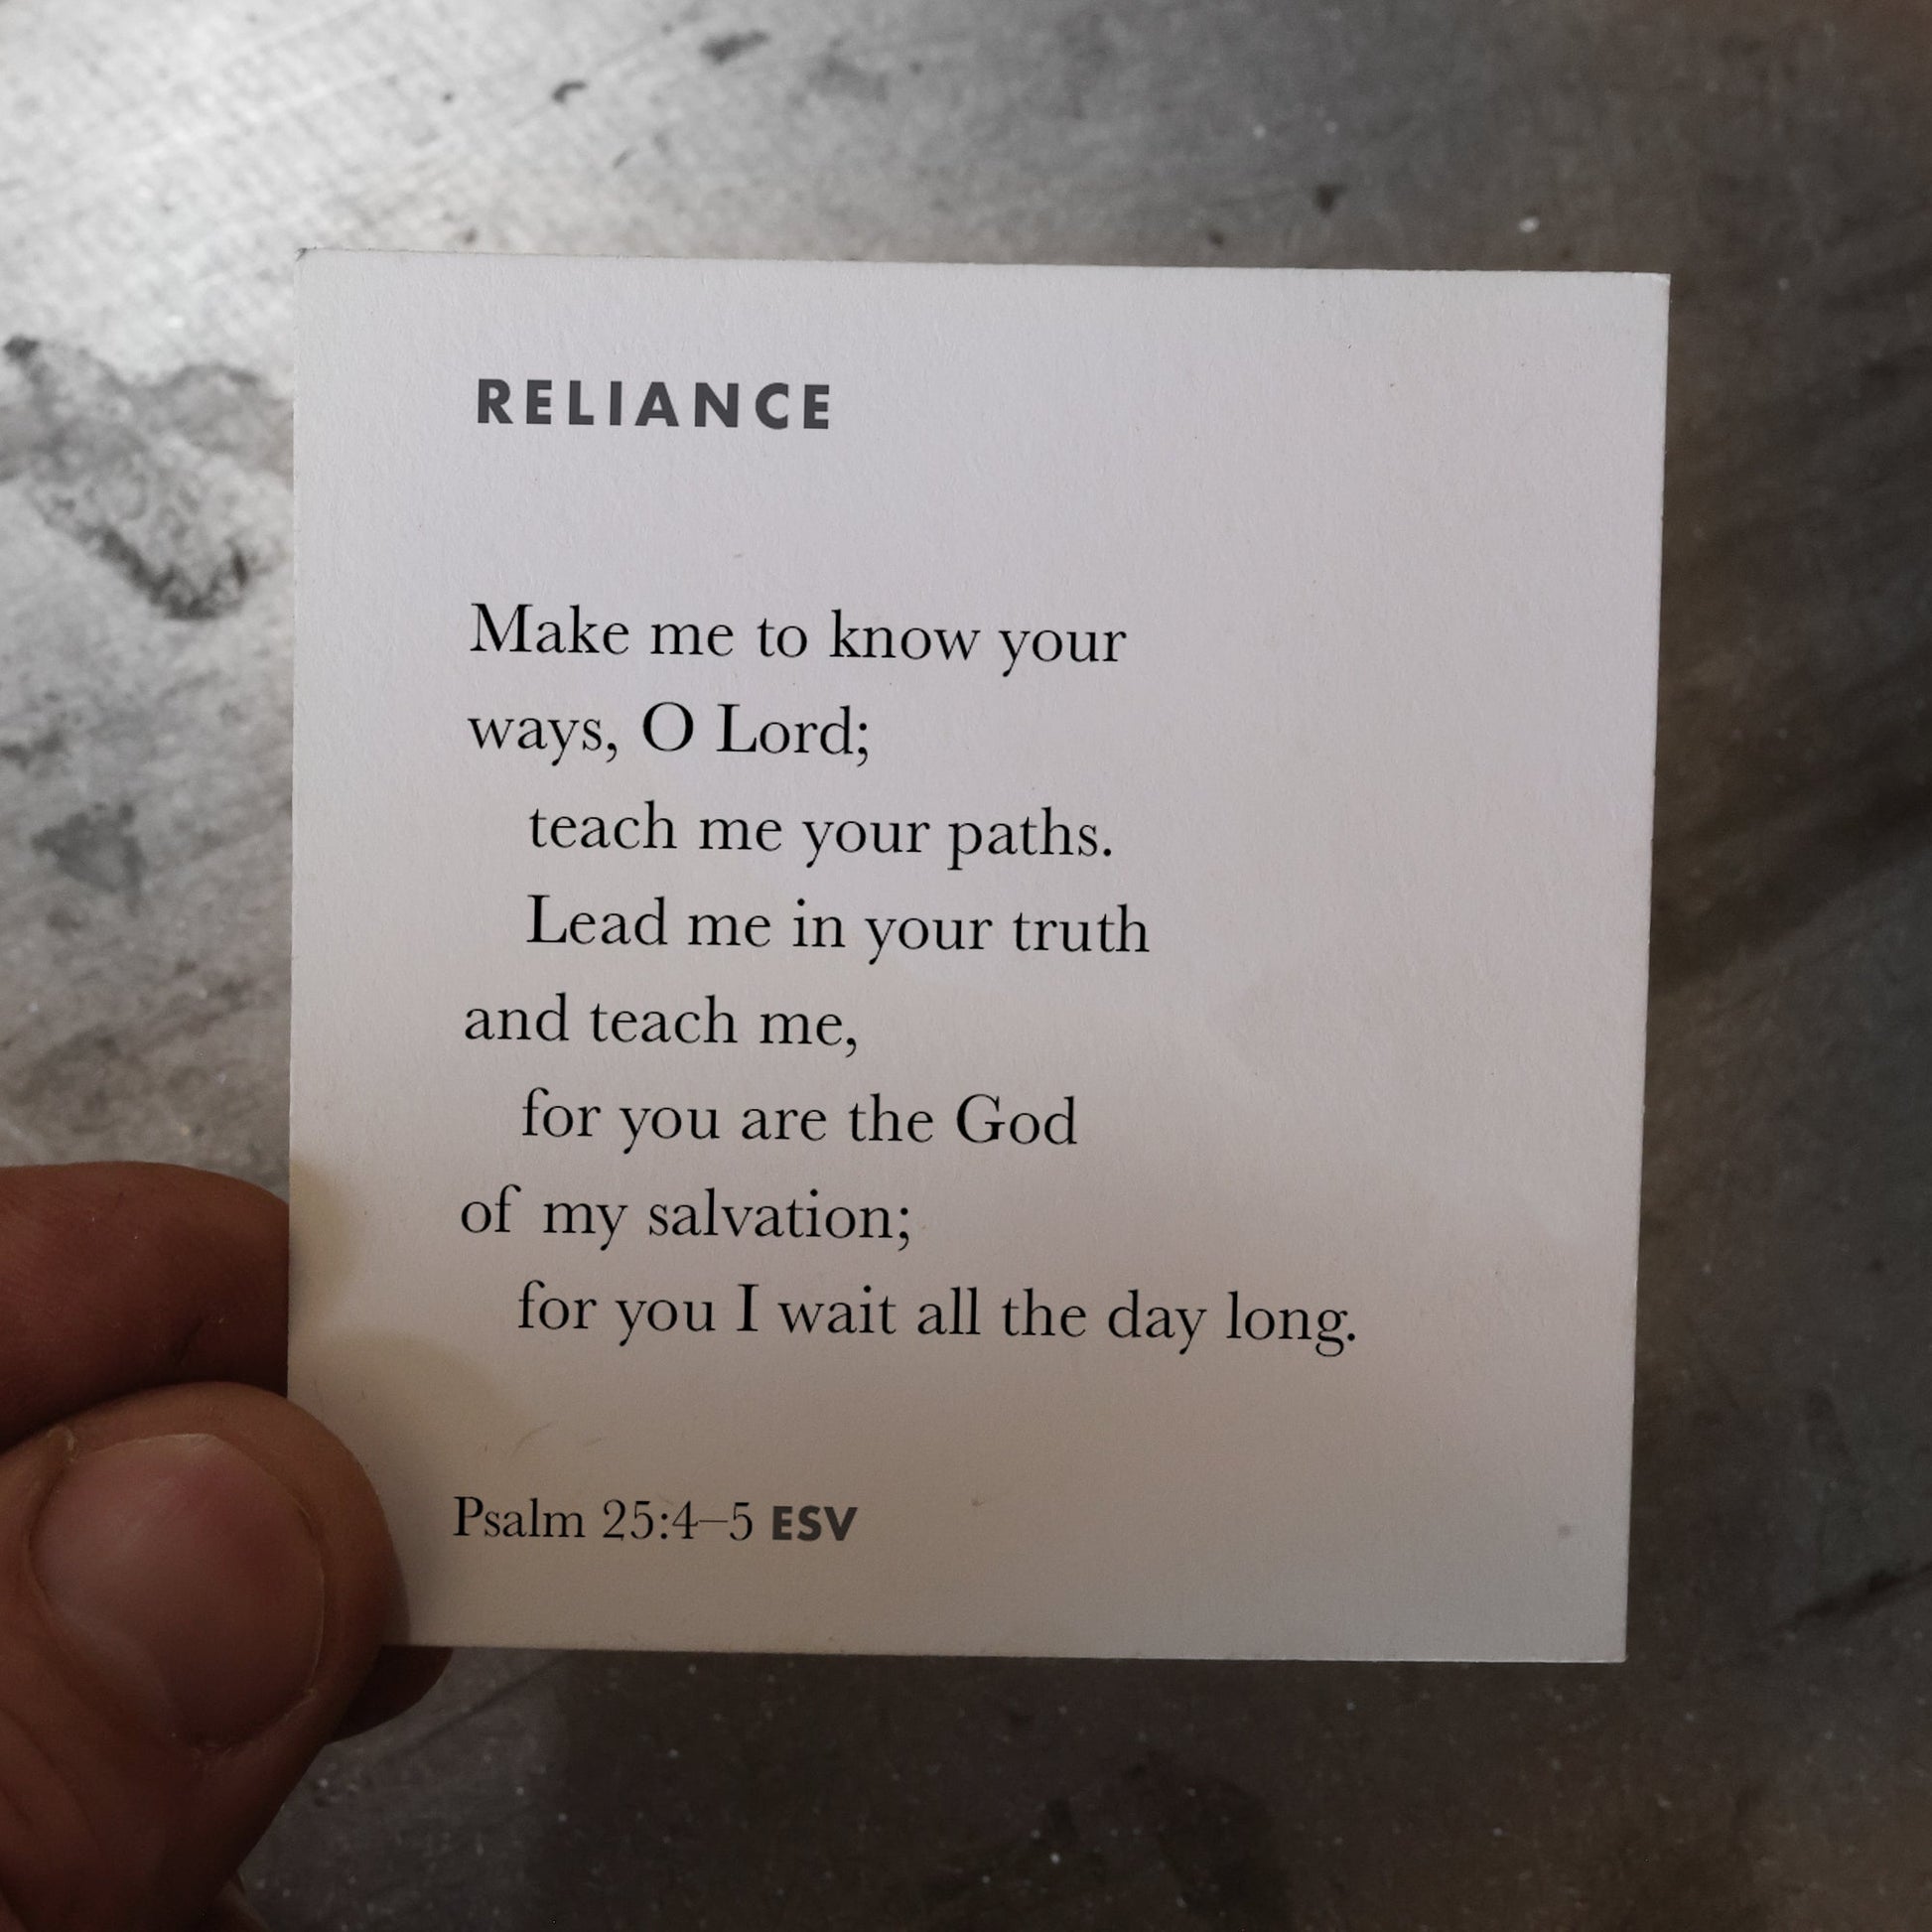 RELIANCE
Make me to know your
ways, O Lord;
teach me your paths.
Lead me in your truth
and teach me,
for you are the God
of my salvation;
for you I wait all the day long.
Psalm 25:4–5 ESV